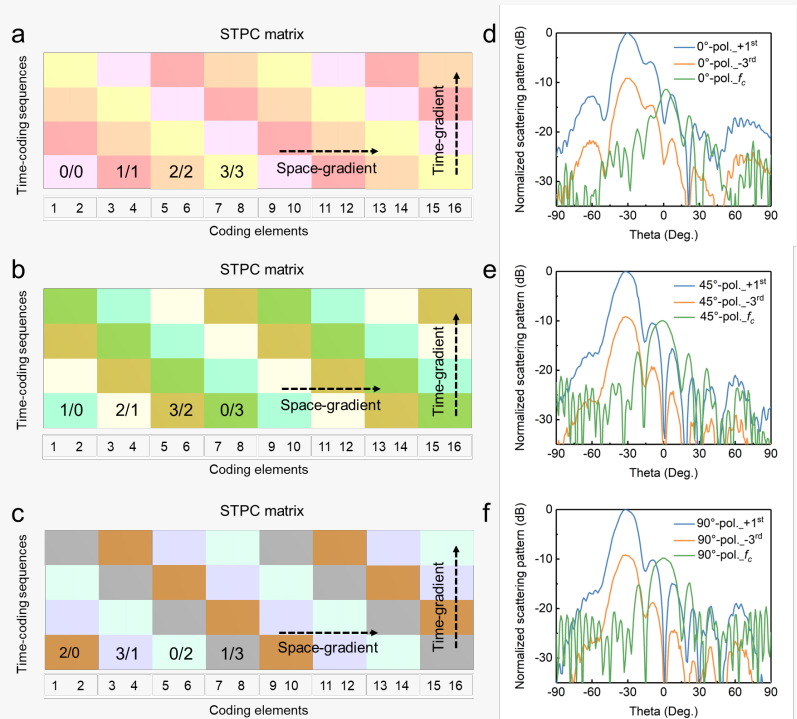 a
STPC matrix
Time-coding sequences
0/0 1/1 2/2 3/3
Space-gradient
Time-gradient
1 2 3 4 5 6 7 8 9 10 11 12 13 14 15 16
Coding elements
b
STPC matrix
Time-coding sequences
1/0 2/1 3/2 0/3
Space-gradient
Time-gradient
1 2 3 4 5 6 7 8 9 10 11 12 13 14 15 16
Coding elements
c
STPC matrix
Time-coding sequences
2/0 3/1 0/2 1/3
Space-gradient
Time-gradient
1 2 3 4 5 6 7 8 9 10 11 12 13 14 15 16
Coding elements
d
Normalized scattering pattern (dB)
0
-10
-20
-30
0°-pol._+1st
0°-pol._-3rd
0°-pol._fc
-90 -60 -30 0 30 60 90
Theta (Deg.)
e
Normalized scattering pattern (dB)
0
-10
-20
-30
45°-pol._+1st
45°-pol._-3rd
45°-pol._fc
-90 -60 -30 0 30 60 90
Theta (Deg.)
f
Normalized scattering pattern (dB)
0
-10
-20
-30
90°-pol._+1st
90°-pol._-3rd
90°-pol._fc
-90 -60 -30 0 30 60 90
Theta (Deg.)